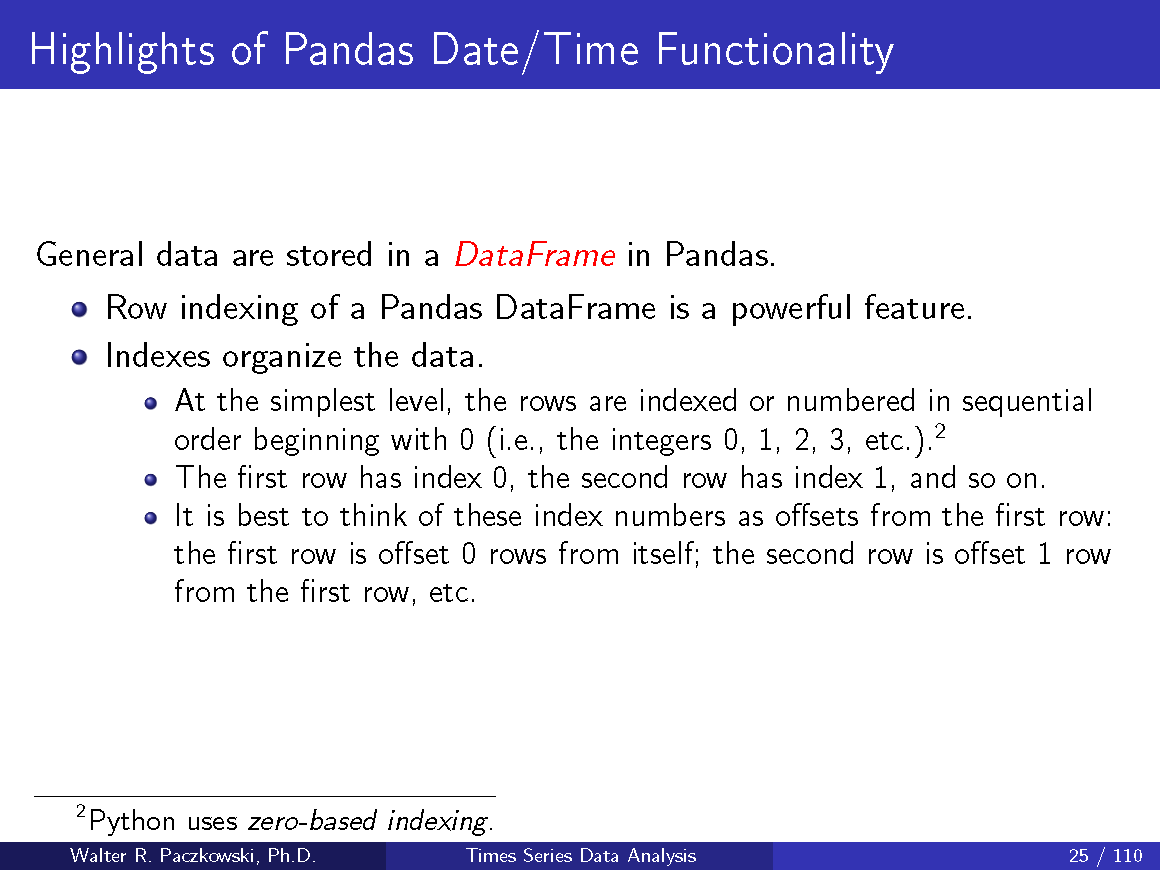 Highlights of Pandas Date/Time Functionality
General data are stored in a DataFrame in Pandas.
Row indexing of a Pandas DataFrame is a powerful feature.
Indexes organize the data.
At the simplest level, the rows are indexed or numbered in sequential
order beginning with 0 (i.e., the integers 0, 1, 2, 3, etc.).²
The first row has index 0, the second row has index 1, and so on.
It is best to think of these index numbers as offsets from the first row:
the first row is offset 0 rows from itself; the second row is offset 1 row
from the first row, etc.
²Python uses zero-based indexing.
Walter R. Paczkowski, Ph.D. Times Series Data Analysis 25 / 110